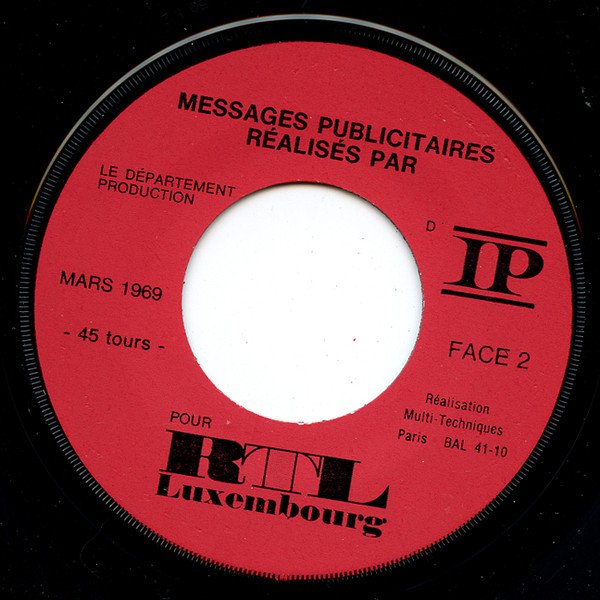 MESSAGES PUBLICITAIRES
RÉALISÉS PAR
LE DÉPARTEMENT
PRODUCTION
D'
IP
MARS 1969
- 45 tours -
FACE 2
Réalisation
Multi-Techniques
Paris BAL 41-10
POUR
RTL
Luxembourg